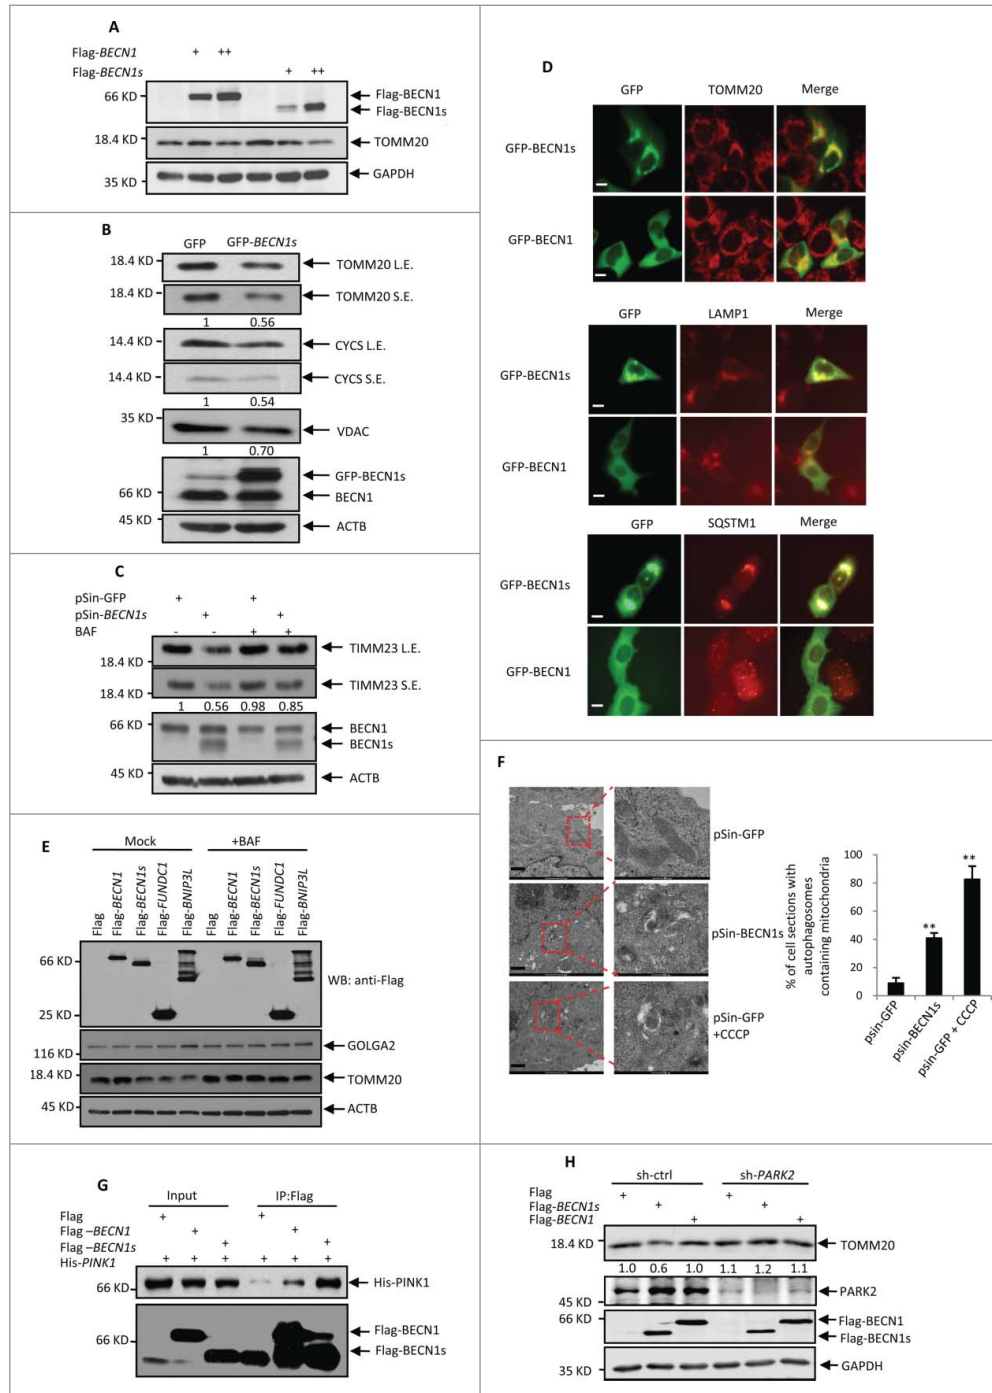 A
Flag-BECN1 + ++
Flag-BECN1s + ++
66 KD Flag-BECN1
Flag-BECN1s
18.4 KD TOMM20
35 KD GAPDH
B
GFP GFP-BECN1s
18.4 KD TOMM20 L.E.
18.4 KD TOMM20 S.E.
1 0.56
14.4 KD CYCS L.E.
14.4 KD CYCS S.E.
1 0.54
35 KD VDAC
1 0.70
GFP-BECN1s
66 KD BECN1
45 KD ACTB
C
pSin-GFP + +
pSin-BECN1s + +
BAF - - + +
18.4 KD TIMM23 L.E.
18.4 KD TIMM23 S.E.
1 0.56 0.98 0.85
66 KD BECN1
BECN1s
45 KD ACTB
E
Mock +BAF
Flag Flag-BECN1 Flag-BECN1s Flag-FUNDC1 Flag-BNIP3L Flag Flag-BECN1 Flag-BECN1s Flag-FUNDC1 Flag-BNIP3L
66 KD
WB: anti-Flag
25 KD
116 KD GOLGA2
18.4 KD TOMM20
45 KD ACTB
G
Input IP:Flag
Flag + +
Flag –BECN1 + +
Flag –BECN1s + +
His-PINK1 + + + + + +
66 KD His-PINK1
66 KD Flag-BECN1
Flag-BECN1s
D
GFP TOMM20 Merge
GFP-BECN1s
GFP-BECN1
GFP LAMP1 Merge
GFP-BECN1s
GFP-BECN1
GFP SQSTM1 Merge
GFP-BECN1s
GFP-BECN1
F
pSin-GFP
pSin-BECN1s
pSin-GFP
+CCCP
% of cell sections with
autophagosomes
containing mitochondria
100
80
60
40
20
0
**
**
psin-GFP
psin-BECN1s
psin-GFP + CCCP
H
sh-ctrl sh-PARK2
Flag + +
Flag-BECN1s + +
Flag-BECN1 + +
18.4 KD TOMM20
1.0 0.6 1.0 1.1 1.2 1.1
45 KD PARK2
66 KD Flag-BECN1
Flag-BECN1s
35 KD GAPDH